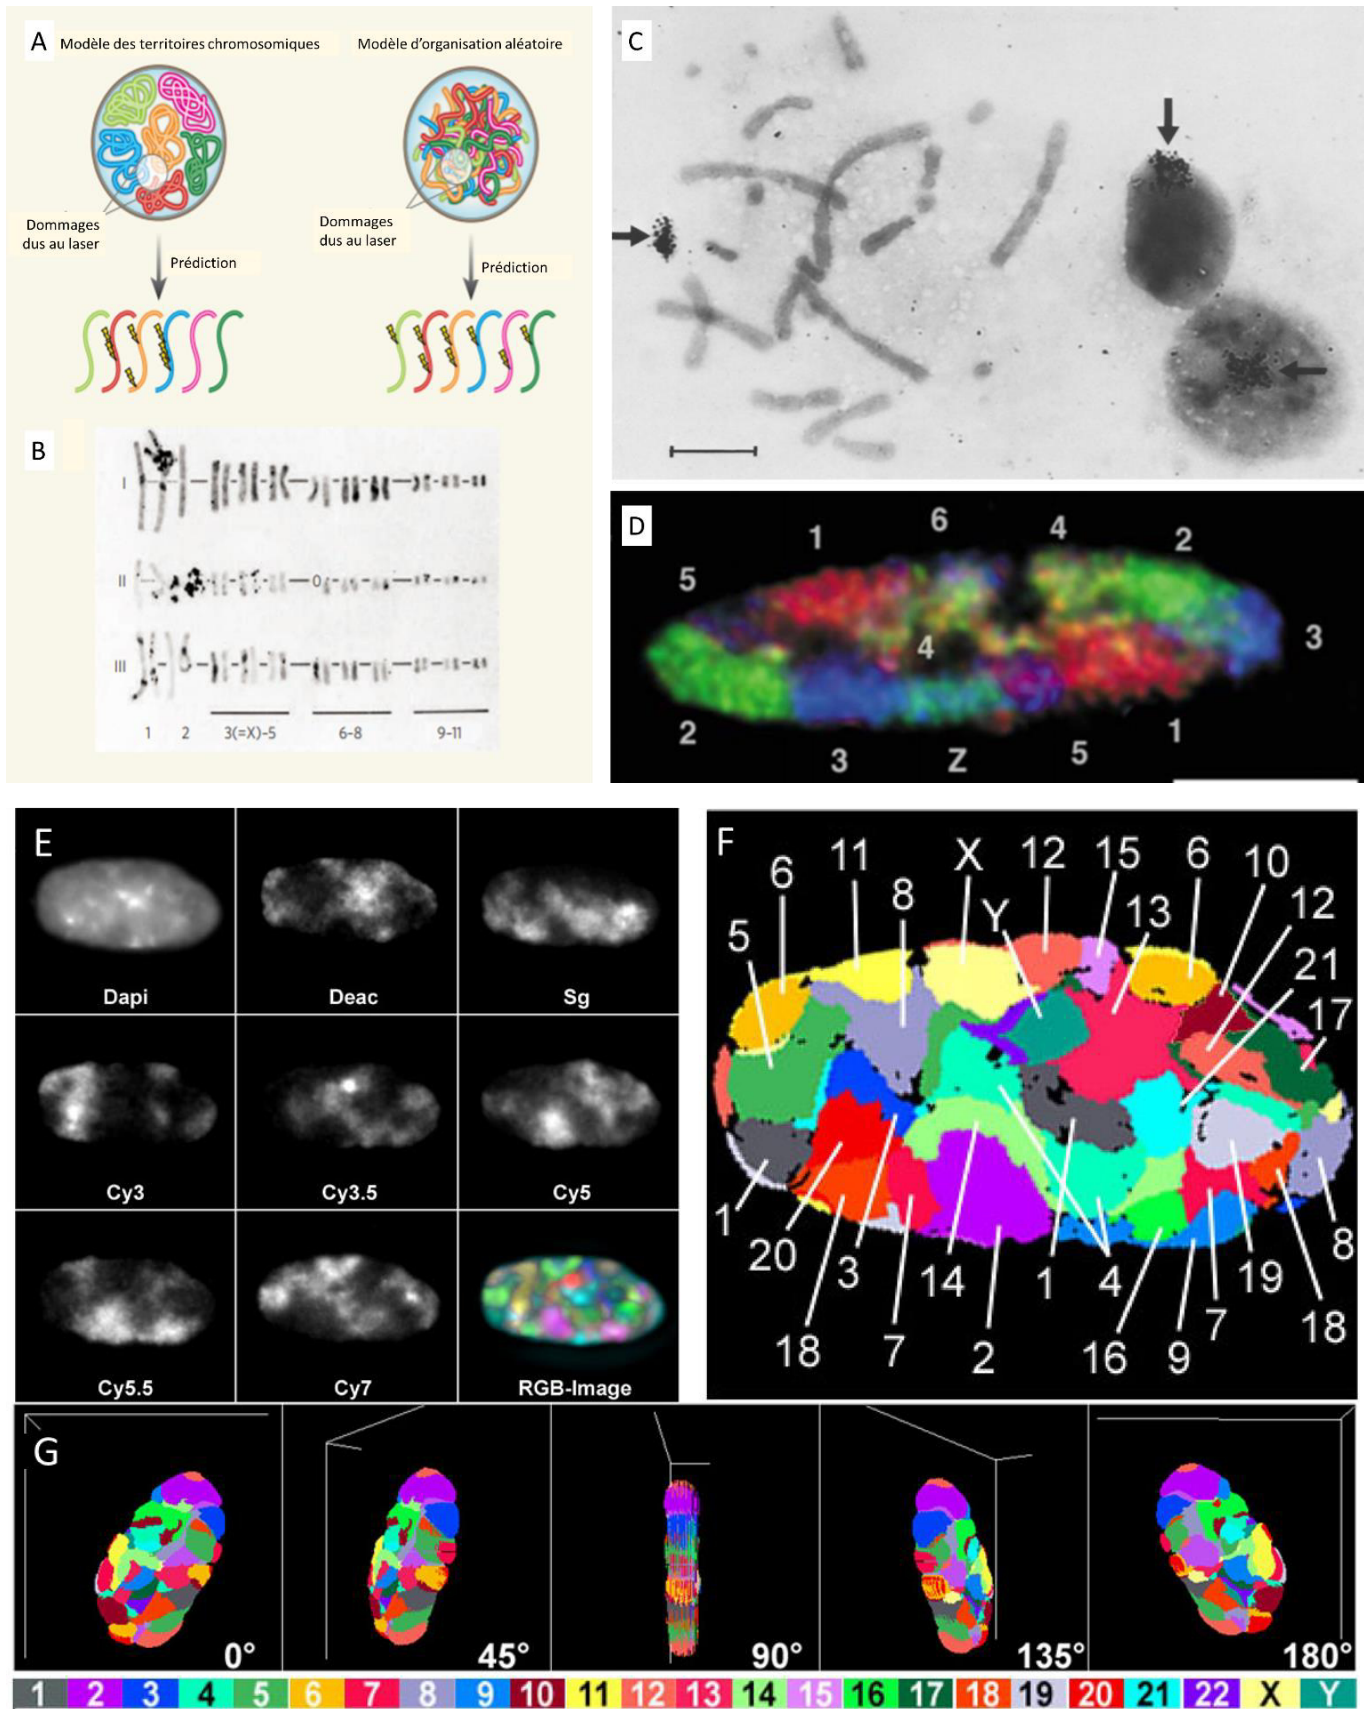 A
Modèle des territoires chromosomiques
Modèle d'organisation aléatoire
Dommages
dus au laser
Dommages
dus au laser
Prédiction
Prédiction
B
I
II
O
III
1 2 3(=X)-5 6-8 9-11
C
D
1 6 4 2
5
3
4
2
3 Z 5 1
E
Dapi Deac Sg
Cy3 Cy3.5 Cy5
Cy5.5 Cy7 RGB-Image
F
6 11 8 X Y 12 15 13 6 10 12
5
21
17
1
20 3 14 1 4 19 8
18 7 2 16 9 7 18
G
0° 45° 90° 135° 180°
1 2 3 4 5 6 7 8 9 10 11 12 13 14 15 16 17 18 19 20 21 22 X Y